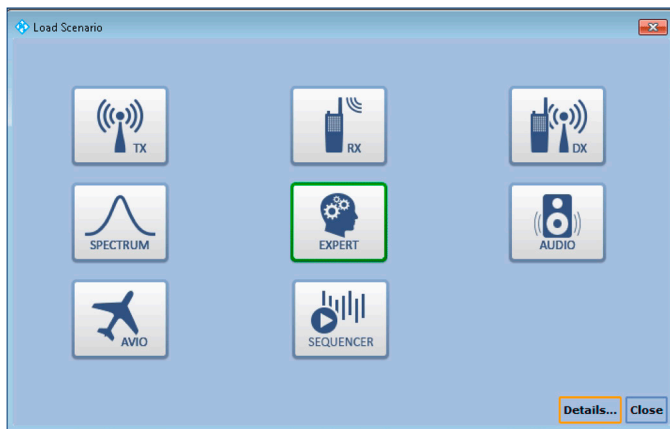 Load Scenario
TX
RX
DX
SPECTRUM
EXPERT
AUDIO
AVIO
SEQUENCER
Details... Close